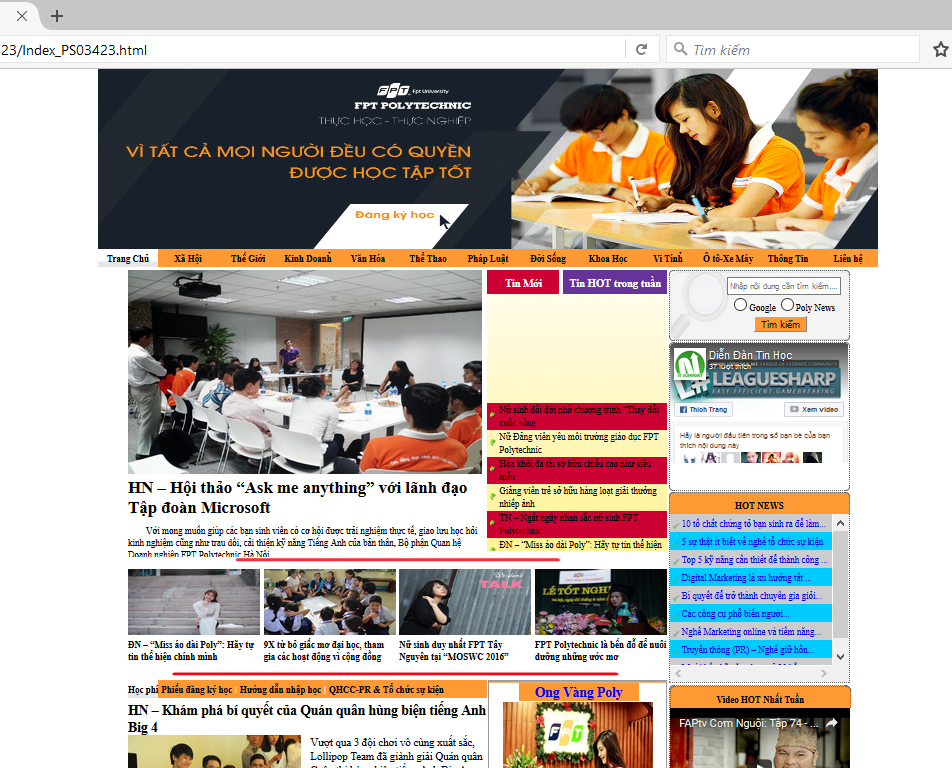 23/Index_PS03423.html
Tìm kiếm
FPT. Fpt University
FPT POLYTECHNIC
THỰC HỌC - THỰC NGHIỆP
VÌ TẤT CẢ MỌI NGƯỜI ĐỀU CÓ QUYỀN
ĐƯỢC HỌC TẬP TỐT
Đăng ký học
Trang Chủ Xã Hội Thế Giới Kinh Doanh Văn Hóa Thể Thao Pháp Luật Đời Sống Khoa Học Vi Tính Ô tô-Xe Máy Thông Tin Liên hệ
HN – Hội thảo “Ask me anything” với lãnh đạo
Tập đoàn Microsoft
Với mong muốn giúp các bạn sinh viên có cơ hội được trải nghiệm thực tế, giao lưu học hỏi
kinh nghiệm cũng như trau dồi, cải thiện kỹ năng Tiếng Anh của bản thân, Bộ phận Quan hệ
Doanh nghiệp FPT Polytechnic Hà Nội
Tin Mới
Tin HOT trong tuần
Nữ sinh đổi đời nhờ chương trình “Thay đổi
cuộc sống
Nữ Đảng viên yêu môi trường giáo dục FPT
Polytechnic
Hoa khôi đa tài sở hữu chiều cao như siêu
mẫu
Giảng viên trẻ sở hữu hàng loạt giải thưởng
nhiếp ảnh
TN – Ngất ngây nhan sắc nữ sinh FPT
Polytechnic
ĐN – “Miss áo dài Poly”: Hãy tự tin thể hiện
Nhập nội dung cần tìm kiếm....
Google Poly News
Tìm kiếm
Diễn Đàn Tin Học
37 lượt thích
LEAGUESHARP
EASY. EFFICIENT. GAMEBREAKING
Thích Trang
Xem video
Hãy là người đầu tiên trong số bạn bè của bạn
thích nội dung này
HOT NEWS
10 tố chất chứng tỏ bạn sinh ra để làm...
5 sự thật ít biết về nghề tổ chức sự kiện
Top 5 kỹ năng cần thiết để thành công ...
Digital Marketing là xu hướng tất ...
Bí quyết để trở thành chuyên gia giỏi...
Các công cụ phổ biến người...
Nghề Marketing online và tiềm năng...
Truyền thông (PR) – Nghề giữ hồn...
TALK
LỄ TỐT NGH
ĐN – “Miss áo dài Poly”: Hãy tự
tin thể hiện chính mình
9X từ bỏ giấc mơ đại học, tham
gia các hoạt động vì cộng đồng
Nữ sinh duy nhất FPT Tây
Nguyên tại “MOSWC 2016”
FPT Polytechnic là bến đỗ để nuôi
dưỡng những ước mơ
Học phí Phiếu đăng ký học | Hướng dẫn nhập học | QHCC-PR & Tổ chức sự kiện
HN – Khám phá bí quyết của Quán quân hùng biện tiếng Anh
Big 4
Vượt qua 3 đội chơi vô cùng xuất sắc,
Lollipop Team đã giành giải Quán quân
Ong Vàng Poly
FPT
Video HOT Nhất Tuần
FAPtv Cơm Nguội: Tập 74 - ...